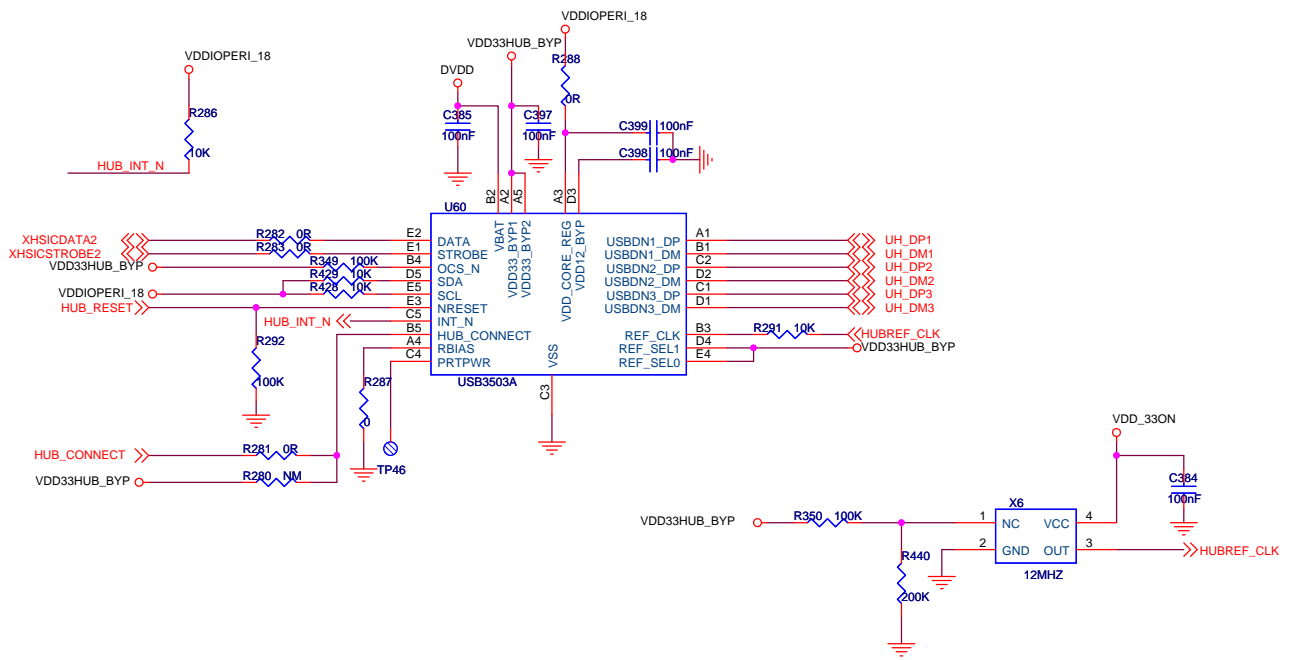 VDDIOPERI_18
VDD33HUB_BYP
VDDIOPERI_18
DVDD
R288
0R
R286
10K
HUB_INT_N
C385
100nF
C397
100nF
C399 100nF
C398 100nF
B2
A2
A5
A3
D3
U60
VBAT
VDD33_BYP1
VDD33_BYP2
VDD_CORE_REG
VDD12_BYP
XHSICDATA2 R282 0R E2 DATA
XHSICSTROBE2 R283 0R E1 STROBE
VDD33HUB_BYP R349 100K B4 OCS_N
R429 10K D5 SDA
VDDIOPERI_18 R428 10K E5 SCL
HUB_RESET E3 NRESET
HUB_INT_N C5 INT_N
B5 HUB_CONNECT
A4 RBIAS
C4 PRTPWR
USBDN1_DP A1 UH_DP1
USBDN1_DM B1 UH_DM1
USBDN2_DP C2 UH_DP2
USBDN2_DM D2 UH_DM2
USBDN3_DP C1 UH_DP3
USBDN3_DM D1 UH_DM3
REF_CLK B3 R291 10K HUBREF_CLK
REF_SEL1 D4 VDD33HUB_BYP
REF_SEL0 E4
VSS
C3
USB3503A
R292
100K
R287
0
TP46
HUB_CONNECT R281 0R
VDD33HUB_BYP R280 NM
VDD_33ON
C384
100nF
X6
VDD33HUB_BYP R350 100K 1 NC VCC 4
2 GND OUT 3 HUBREF_CLK
12MHZ
R440
200K